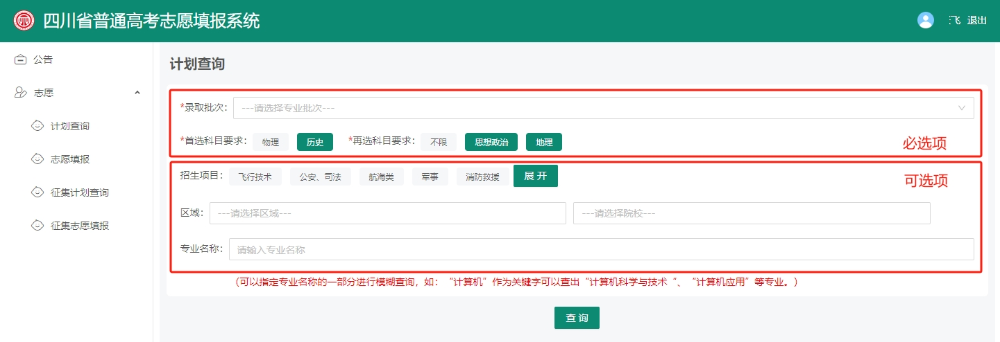 四川省普通高考志愿填报系统
飞 退出
公告
志愿
计划查询
志愿填报
征集计划查询
征集志愿填报
计划查询
*录取批次: ---请选择专业批次---
*首选科目要求: 物理 历史 *再选科目要求: 不限 思想政治 地理
必选项
招生项目: 飞行技术 公安、司法 航海类 军事 消防救援 展 开
可选项
区域: ---请选择区域--- ---请选择院校---
专业名称: 请输入专业名称
（可以指定专业名称的一部分进行模糊查询，如：“计算机”作为关键字可以查出“计算机科学与技术“、“计算机应用”等专业。）
查 询